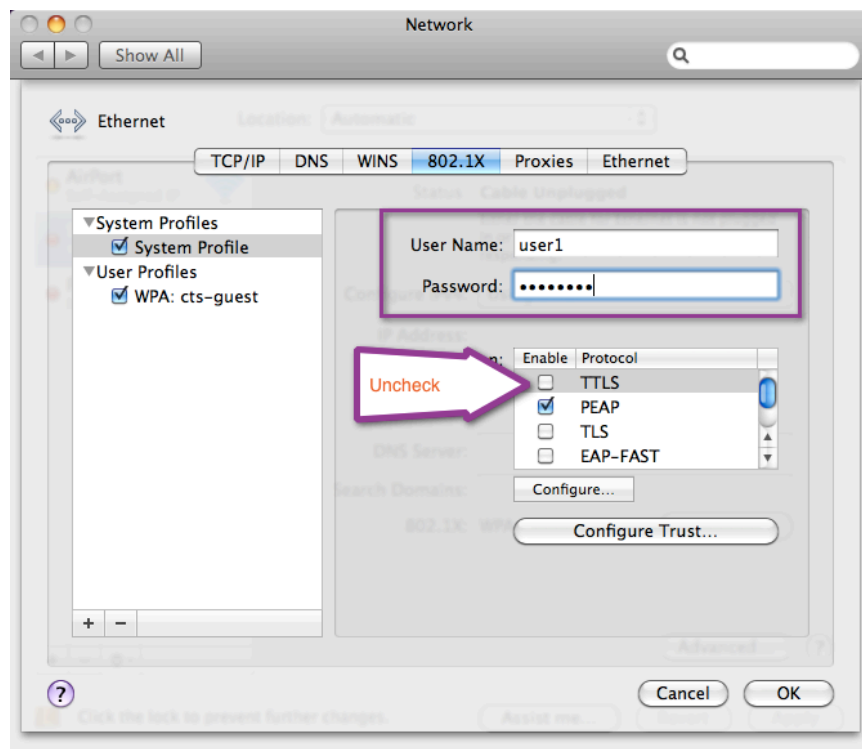 Network
Show All
Ethernet
Location: Automatic
TCP/IP DNS WINS 802.1X Proxies Ethernet
AirPort
Status Cable Unplugged
System Profiles
System Profile
User Profiles
WPA: cts-guest
User Name: user1
Password: ••••••••
IP Address:
Enable Protocol
Uncheck
TTLS
PEAP
TLS
EAP-FAST
DNS Server:
Search Domains:
Configure...
802.1X: WPA
Configure Trust...
+ −
Advanced... ?
? Cancel OK
Click the lock to prevent further changes. Assist me... Revert Apply